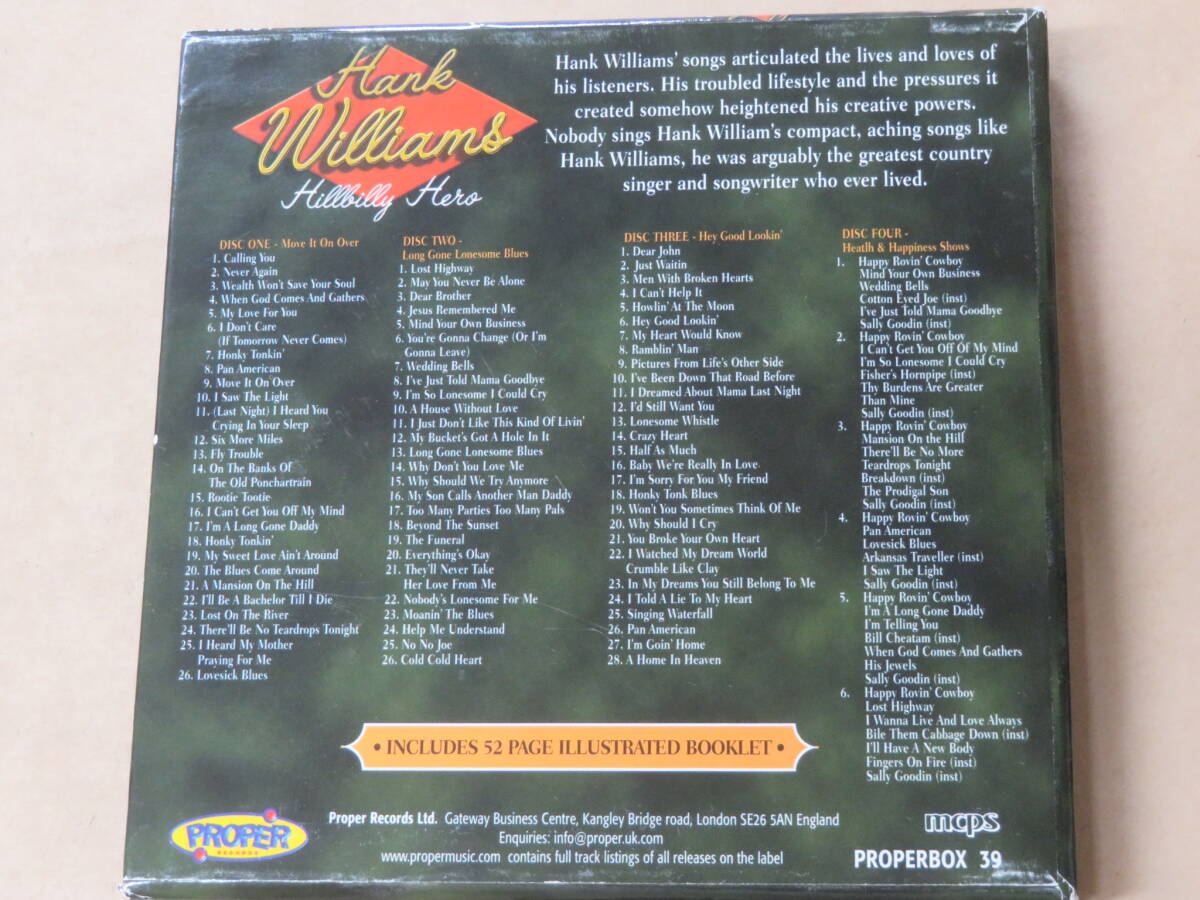 Hank
Williams
Hillbilly Hero
Hank Williams' songs articulated the lives and loves of
his listeners. His troubled lifestyle and the pressures it
created somehow heightened his creative powers.
Nobody sings Hank William's compact, aching songs like
Hank Williams, he was arguably the greatest country
singer and songwriter who ever lived.
DISC ONE - Move It On Over
1. Calling You
2. Never Again
3. Wealth Won't Save Your Soul
4. When God Comes And Gathers
5. My Love For You
6. I Don't Care
(If Tomorrow Never Comes)
7. Honky Tonkin'
8. Pan American
9. Move It On Over
10. I Saw The Light
11. (Last Night) I Heard You
Crying In Your Sleep
12. Six More Miles
13. Fly Trouble
14. On The Banks Of
The Old Ponchartrain
15. Rootie Tootie
16. I Can't Get You Off My Mind
17. I'm A Long Gone Daddy
18. Honky Tonkin'
19. My Sweet Love Ain't Around
20. The Blues Come Around
21. A Mansion On The Hill
22. I'll Be A Bachelor Till I Die
23. Lost On The River
24. There'll Be No Teardrops Tonight
25. I Heard My Mother
Praying For Me
26. Lovesick Blues
DISC TWO -
Long Gone Lonesome Blues
1. Lost Highway
2. May You Never Be Alone
3. Dear Brother
4. Jesus Remembered Me
5. Mind Your Own Business
6. You're Gonna Change (Or I'm
Gonna Leave)
7. Wedding Bells
8. I've Just Told Mama Goodbye
9. I'm So Lonesome I Could Cry
10. A House Without Love
11. I Just Don't Like This Kind Of Livin'
12. My Bucket's Got A Hole In It
13. Long Gone Lonesome Blues
14. Why Don't You Love Me
15. Why Should We Try Anymore
16. My Son Calls Another Man Daddy
17. Too Many Parties Too Many Pals
18. Beyond The Sunset
19. The Funeral
20. Everything's Okay
21. They'll Never Take
Her Love From Me
22. Nobody's Lonesome For Me
23. Moanin' The Blues
24. Help Me Understand
25. No No Joe
26. Cold Cold Heart
DISC THREE - Hey Good Lookin'
1. Dear John
2. Just Waitin
3. Men With Broken Hearts
4. I Can't Help It
5. Howlin' At The Moon
6. Hey Good Lookin'
7. My Heart Would Know
8. Ramblin' Man
9. Pictures From Life's Other Side
10. I've Been Down That Road Before
11. I Dreamed About Mama Last Night
12. I'd Still Want You
13. Lonesome Whistle
14. Crazy Heart
15. Half As Much
16. Baby We're Really In Love
17. I'm Sorry For You My Friend
18. Honky Tonk Blues
19. Won't You Sometimes Think Of Me
20. Why Should I Cry
21. You Broke Your Own Heart
22. I Watched My Dream World
Crumble Like Clay
23. In My Dreams You Still Belong To Me
24. I Told A Lie To My Heart
25. Singing Waterfall
26. Pan American
27. I'm Goin' Home
28. A Home In Heaven
DISC FOUR -
Heatlh & Happiness Shows
1. Happy Rovin' Cowboy
Mind Your Own Business
Wedding Bells
Cotton Eyed Joe (inst)
I've Just Told Mama Goodbye
Sally Goodin (inst)
2. Happy Rovin' Cowboy
I Can't Get You Off Of My Mind
I'm So Lonesome I Could Cry
Fisher's Hornpipe (inst)
Thy Burdens Are Greater
Than Mine
Sally Goodin (inst)
3. Happy Rovin' Cowboy
Mansion On the Hill
There'll Be No More
Teardrops Tonight
Breakdown (inst)
The Prodigal Son
Sally Goodin (inst)
4. Happy Rovin' Cowboy
Pan American
Lovesick Blues
Arkansas Traveller (inst)
I Saw The Light
Sally Goodin (inst)
5. Happy Rovin' Cowboy
I'm A Long Gone Daddy
I'm Telling You
Bill Cheatam (inst)
When God Comes And Gathers
His Jewels
Sally Goodin (inst)
6. Happy Rovin' Cowboy
Lost Highway
I Wanna Live And Love Always
Bile Them Cabbage Down (inst)
I'll Have A New Body
Fingers On Fire (inst)
Sally Goodin (inst)
• INCLUDES 52 PAGE ILLUSTRATED BOOKLET •
PROPER
RECORDS
Proper Records Ltd. Gateway Business Centre, Kangley Bridge road, London SE26 5AN England
Enquiries: info@proper.uk.com
www.propermusic.com contains full track listings of all releases on the label
mcps
PROPERBOX 39